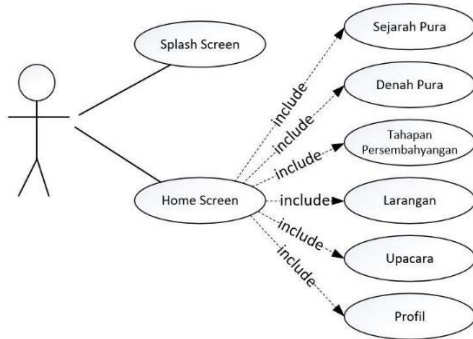 Splash Screen
Home Screen
include
include
include
include
include
include
Sejarah Pura
Denah Pura
Tahapan
Persembahyangan
Larangan
Upacara
Profil